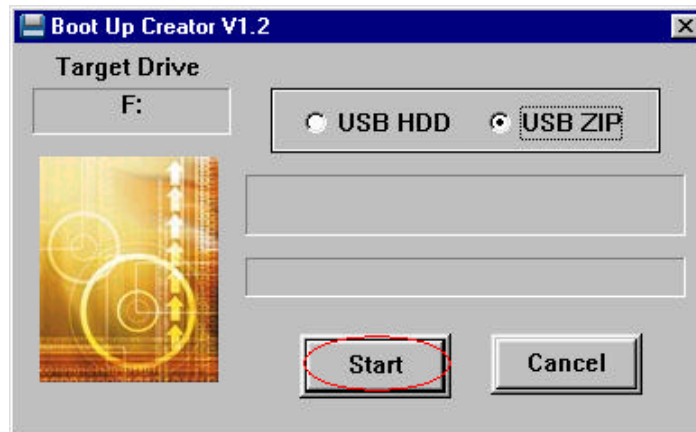 Boot Up Creator V1.2
Target Drive
F:
USB HDD
USB ZIP
Start
Cancel